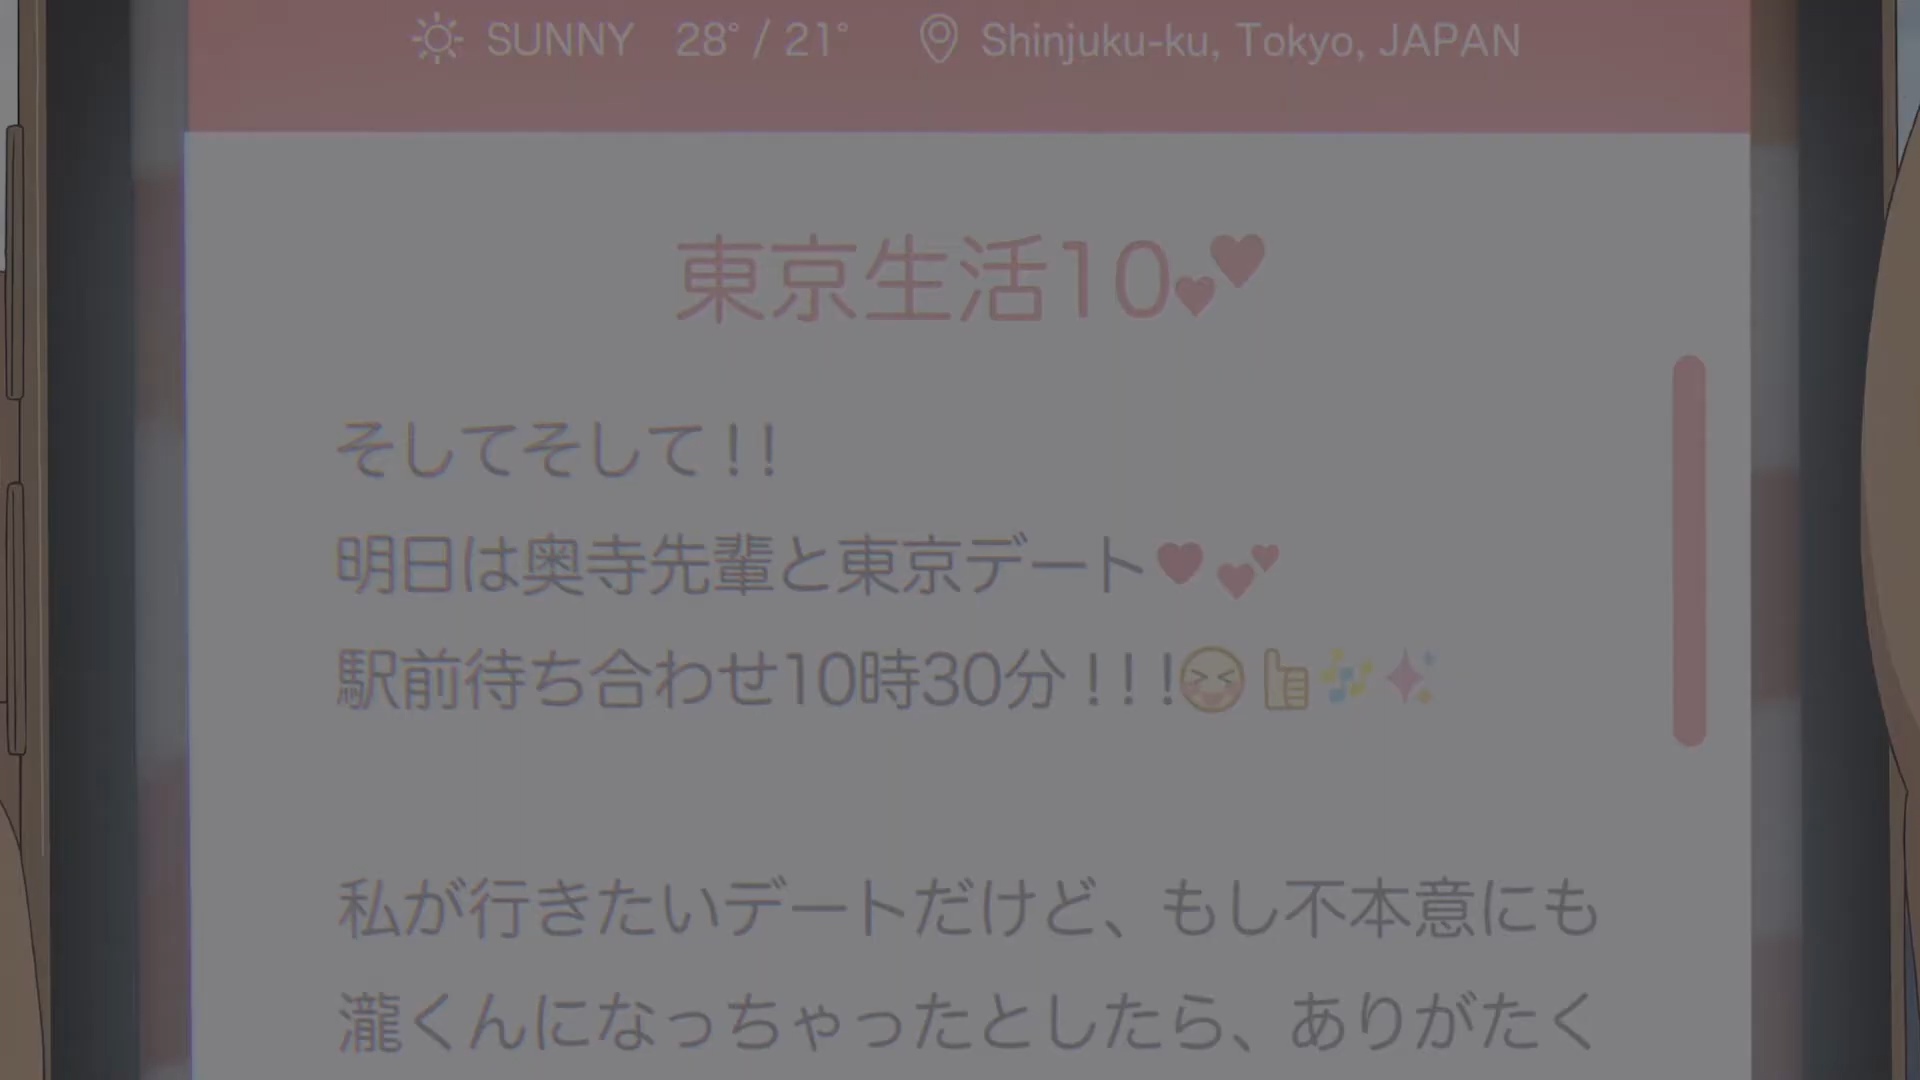 SUNNY 28° / 21° Shinjuku-ku, Tokyo, JAPAN
東京生活10💕
そしてそして!!
明日は奥寺先輩と東京デート❤💕
駅前待ち合わせ10時30分!!!😆👍🎶✨
私が行きたいデートだけど、もし不本意にも
瀧くんになっちゃったとしたら、ありがたく